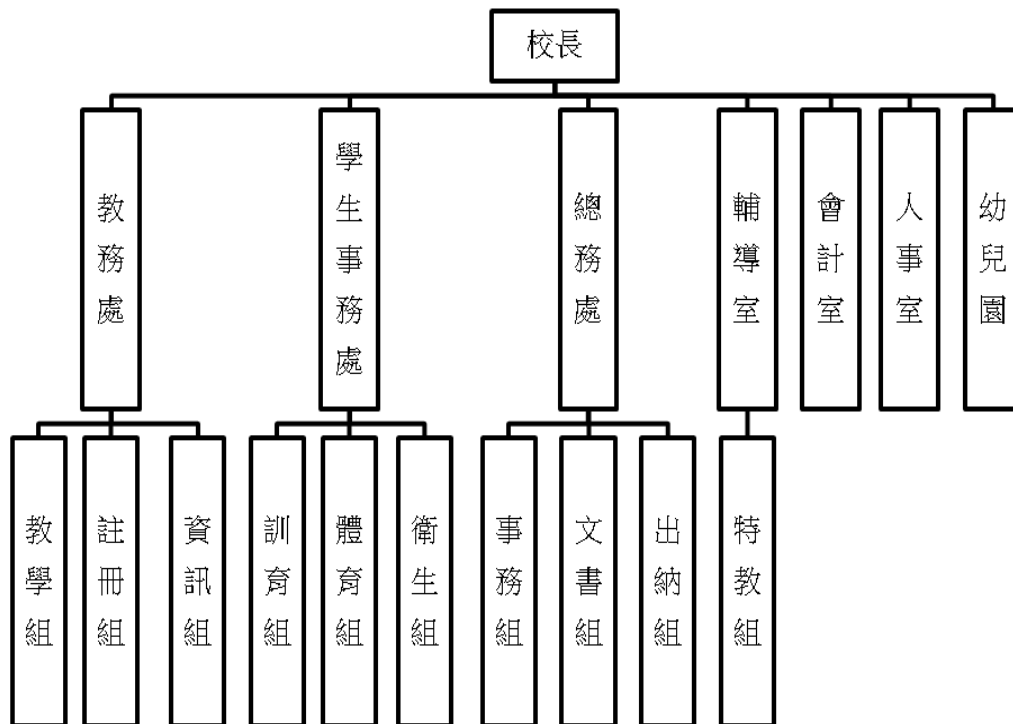 校長
教務處
學生事務處
總務處
輔導室
會計室
人事室
幼兒園
教學組
註冊組
資訊組
訓育組
體育組
衛生組
事務組
文書組
出納組
特教組